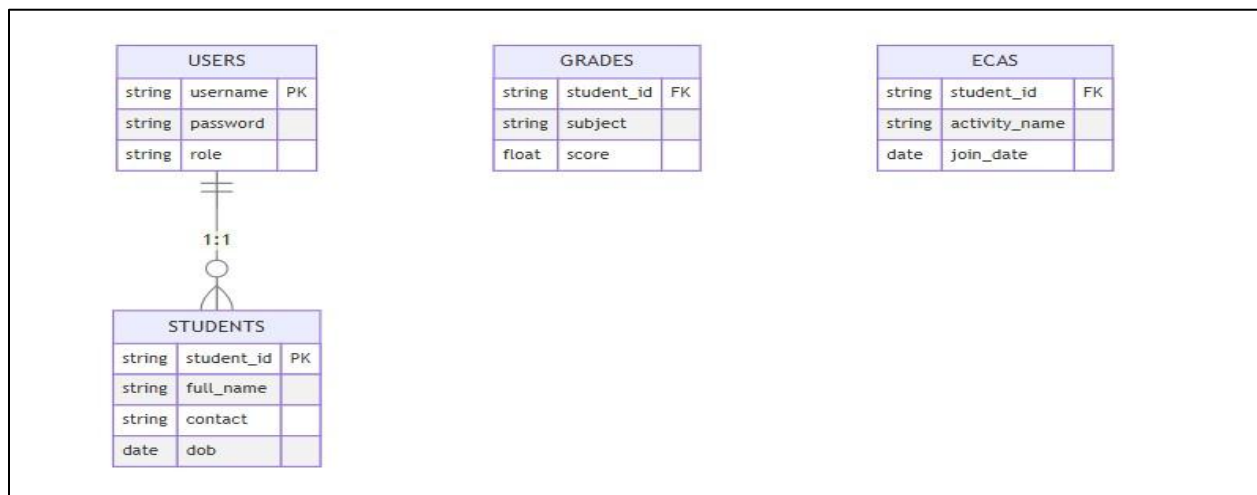 USERS
string username PK
string password
string role
1:1
STUDENTS
string student_id PK
string full_name
string contact
date dob
GRADES
string student_id FK
string subject
float score
ECAS
string student_id FK
string activity_name
date join_date